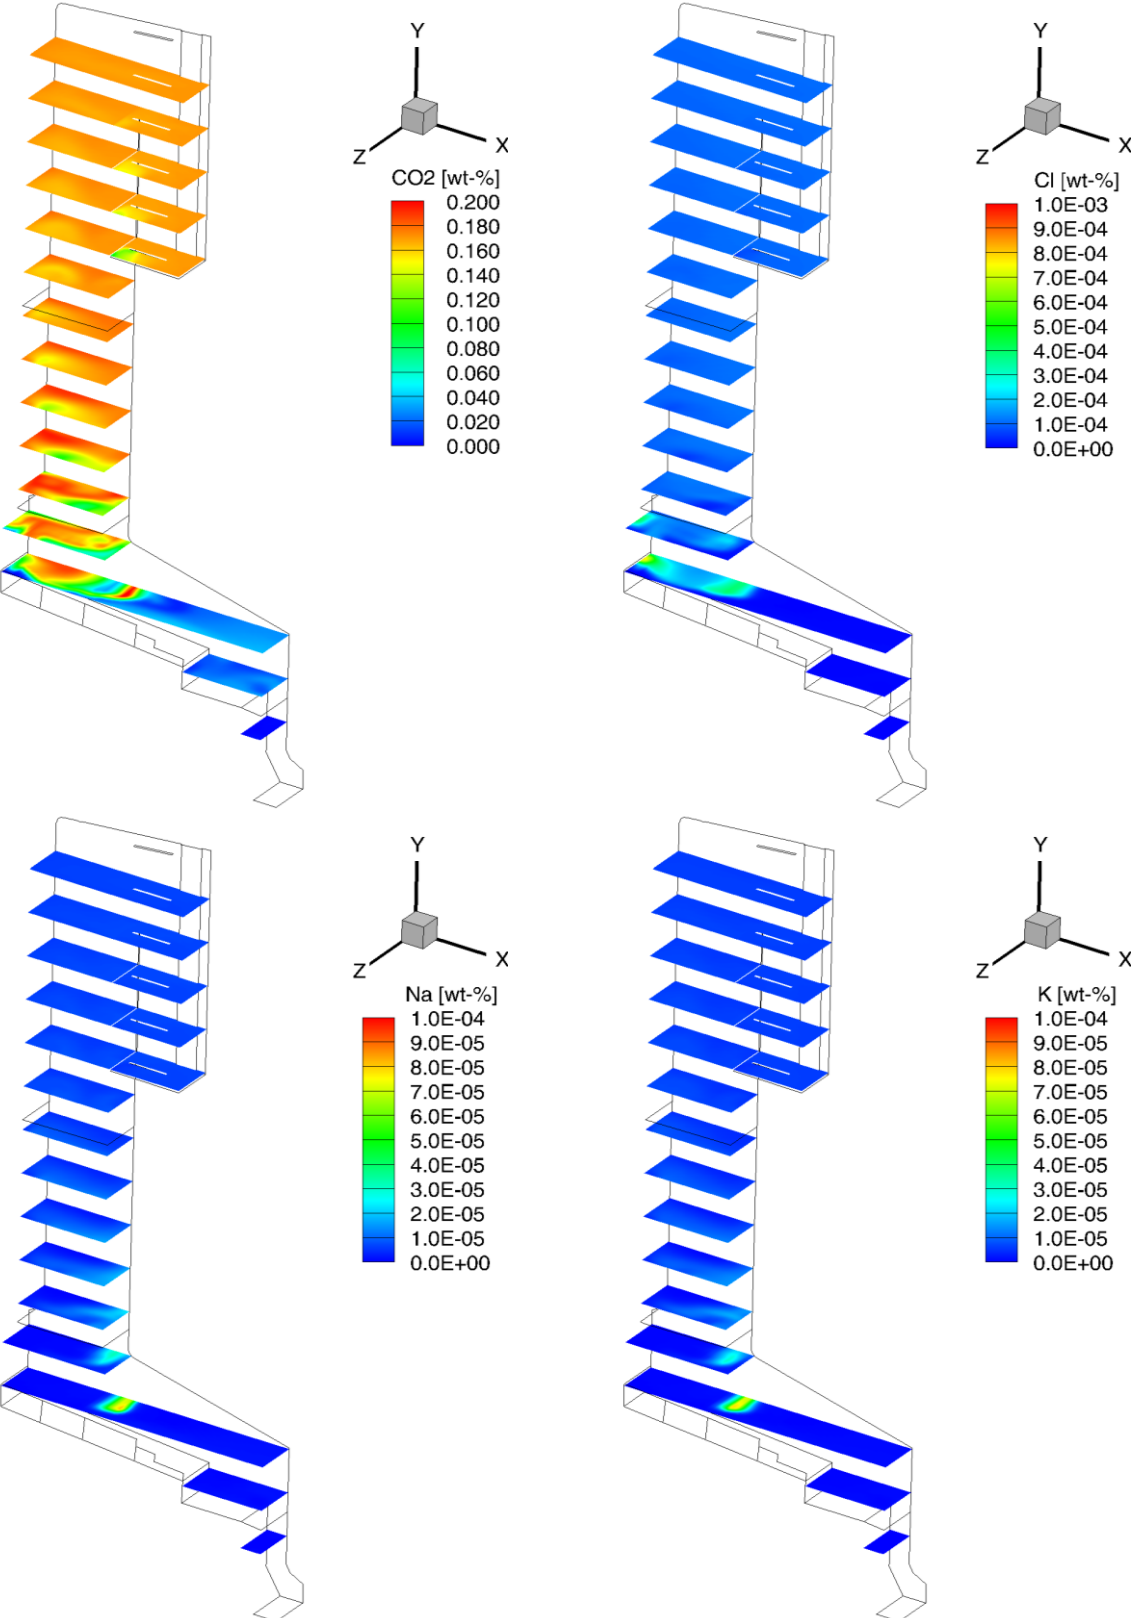 Y
X
Z
CO2 [wt-%]
0.200
0.180
0.160
0.140
0.120
0.100
0.080
0.060
0.040
0.020
0.000
Y
X
Z
Cl [wt-%]
1.0E-03
9.0E-04
8.0E-04
7.0E-04
6.0E-04
5.0E-04
4.0E-04
3.0E-04
2.0E-04
1.0E-04
0.0E+00
Y
X
Z
Na [wt-%]
1.0E-04
9.0E-05
8.0E-05
7.0E-05
6.0E-05
5.0E-05
4.0E-05
3.0E-05
2.0E-05
1.0E-05
0.0E+00
Y
X
Z
K [wt-%]
1.0E-04
9.0E-05
8.0E-05
7.0E-05
6.0E-05
5.0E-05
4.0E-05
3.0E-05
2.0E-05
1.0E-05
0.0E+00